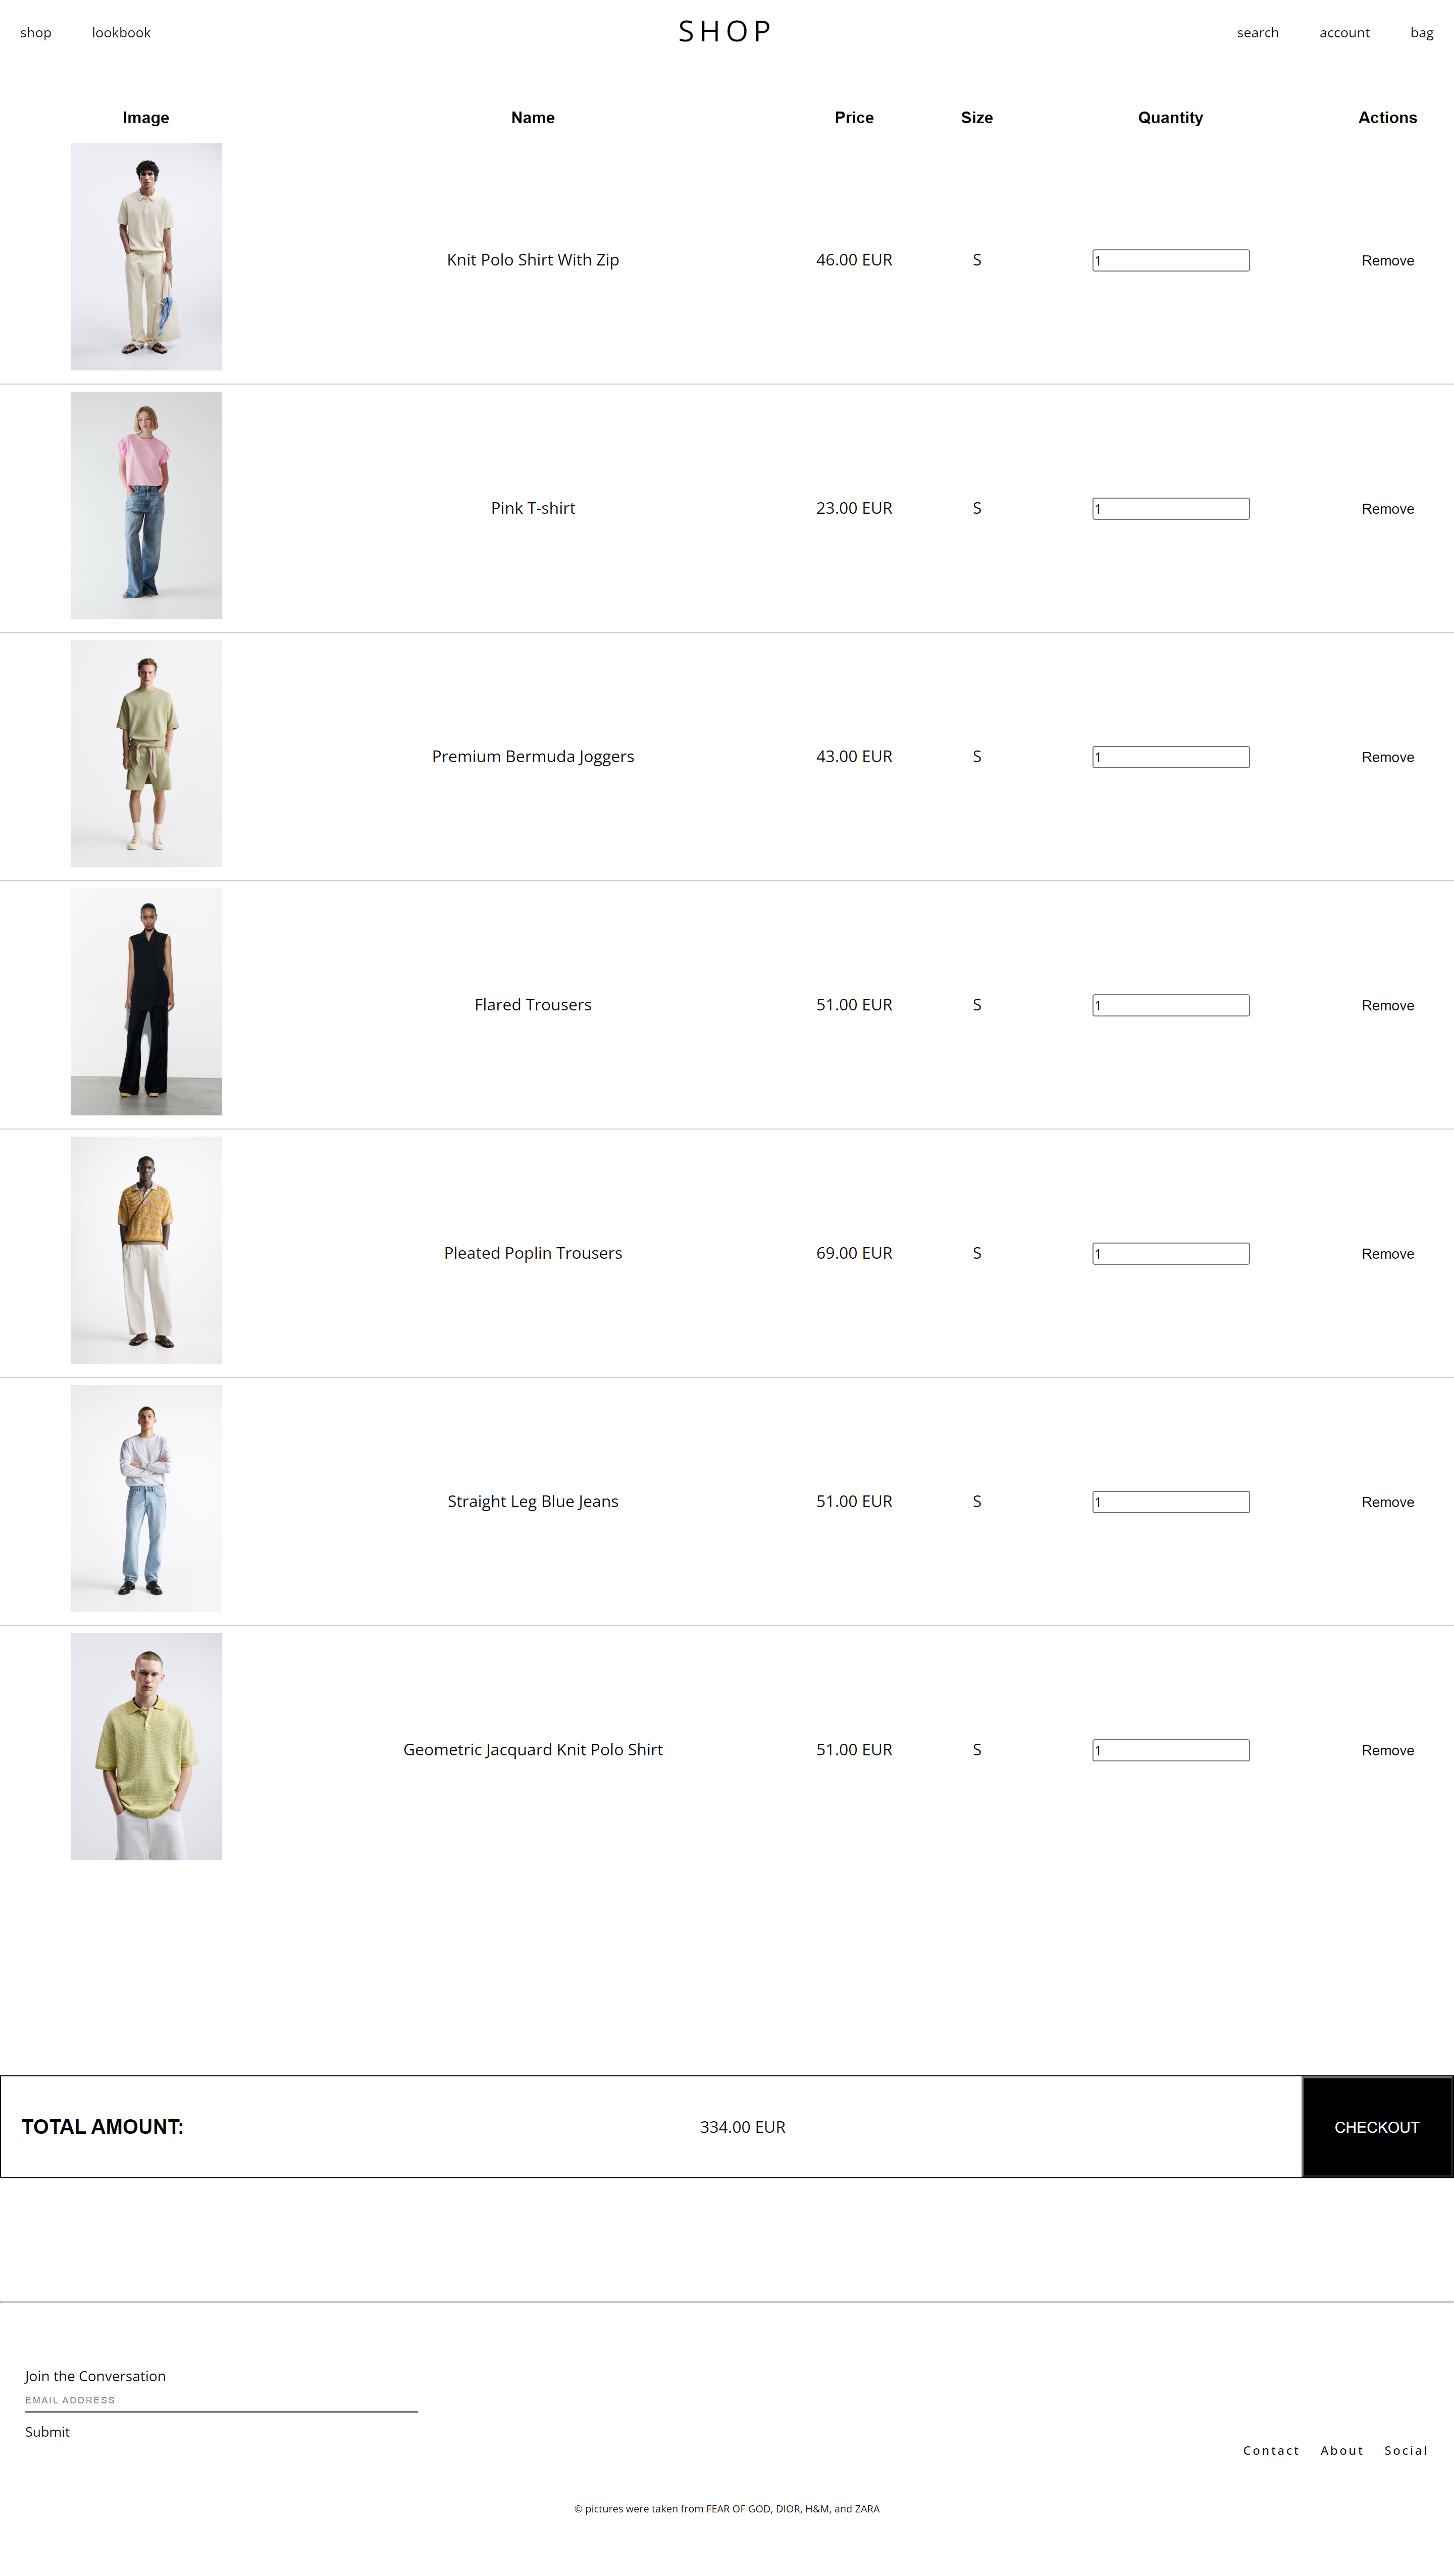 shop lookbook SHOP search account bag
Image Name Price Size Quantity Actions
Knit Polo Shirt With Zip 46.00 EUR S 1 Remove
Pink T-shirt 23.00 EUR S 1 Remove
Premium Bermuda Joggers 43.00 EUR S 1 Remove
Flared Trousers 51.00 EUR S 1 Remove
Pleated Poplin Trousers 69.00 EUR S 1 Remove
Straight Leg Blue Jeans 51.00 EUR S 1 Remove
Geometric Jacquard Knit Polo Shirt 51.00 EUR S 1 Remove
TOTAL AMOUNT: 334.00 EUR CHECKOUT
Join the Conversation
EMAIL ADDRESS
Submit
Contact About Social
© pictures were taken from FEAR OF GOD, DIOR, H&M, and ZARA